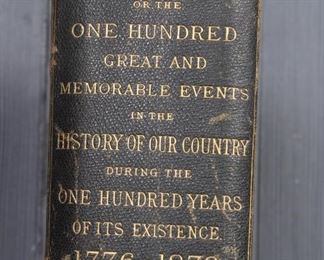 OR THE
ONE HUNDRED
GREAT AND
MEMORABLE EVENTS
IN THE
HISTORY OF OUR COUNTRY
DURING THE
ONE HUNDRED YEARS
OF ITS EXISTENCE.
1776-1876